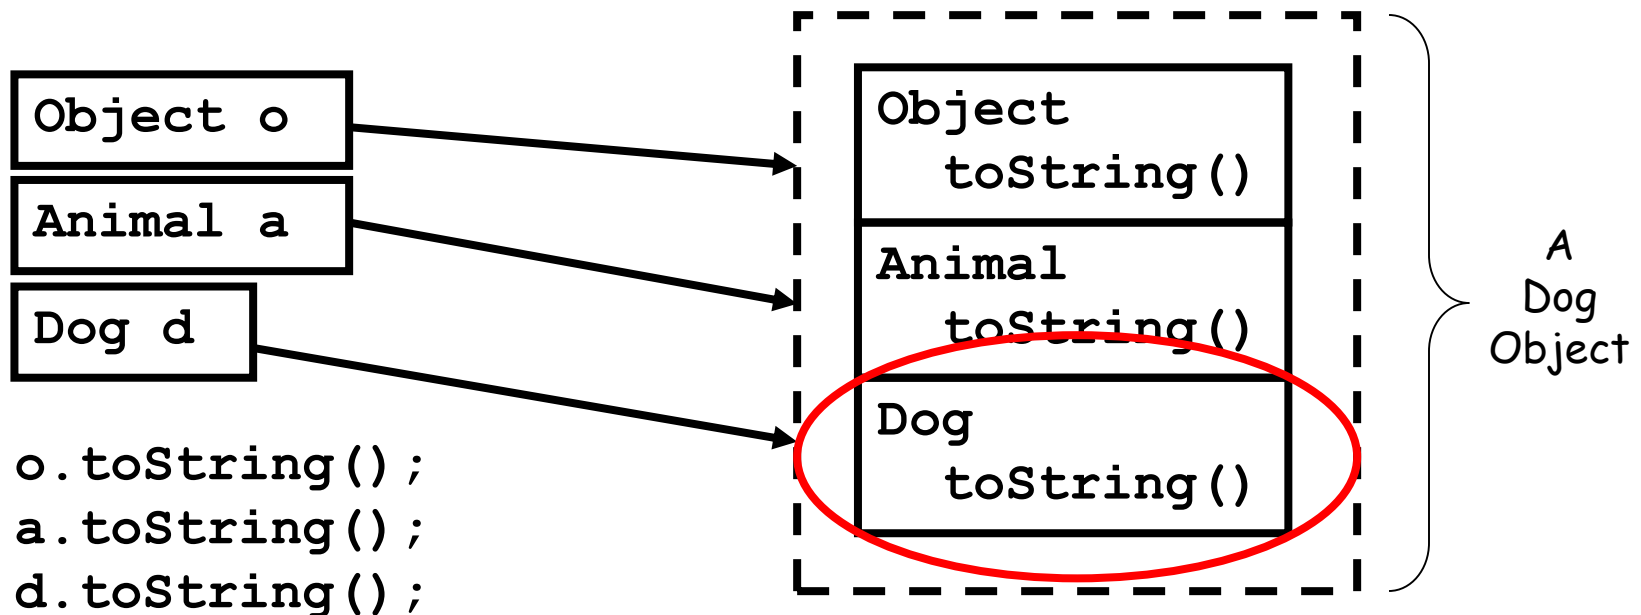 Object o
Animal a
Dog d
o.toString();
a.toString();
d.toString();
Object
toString()
Animal
toString()
Dog
toString()
A
Dog
Object